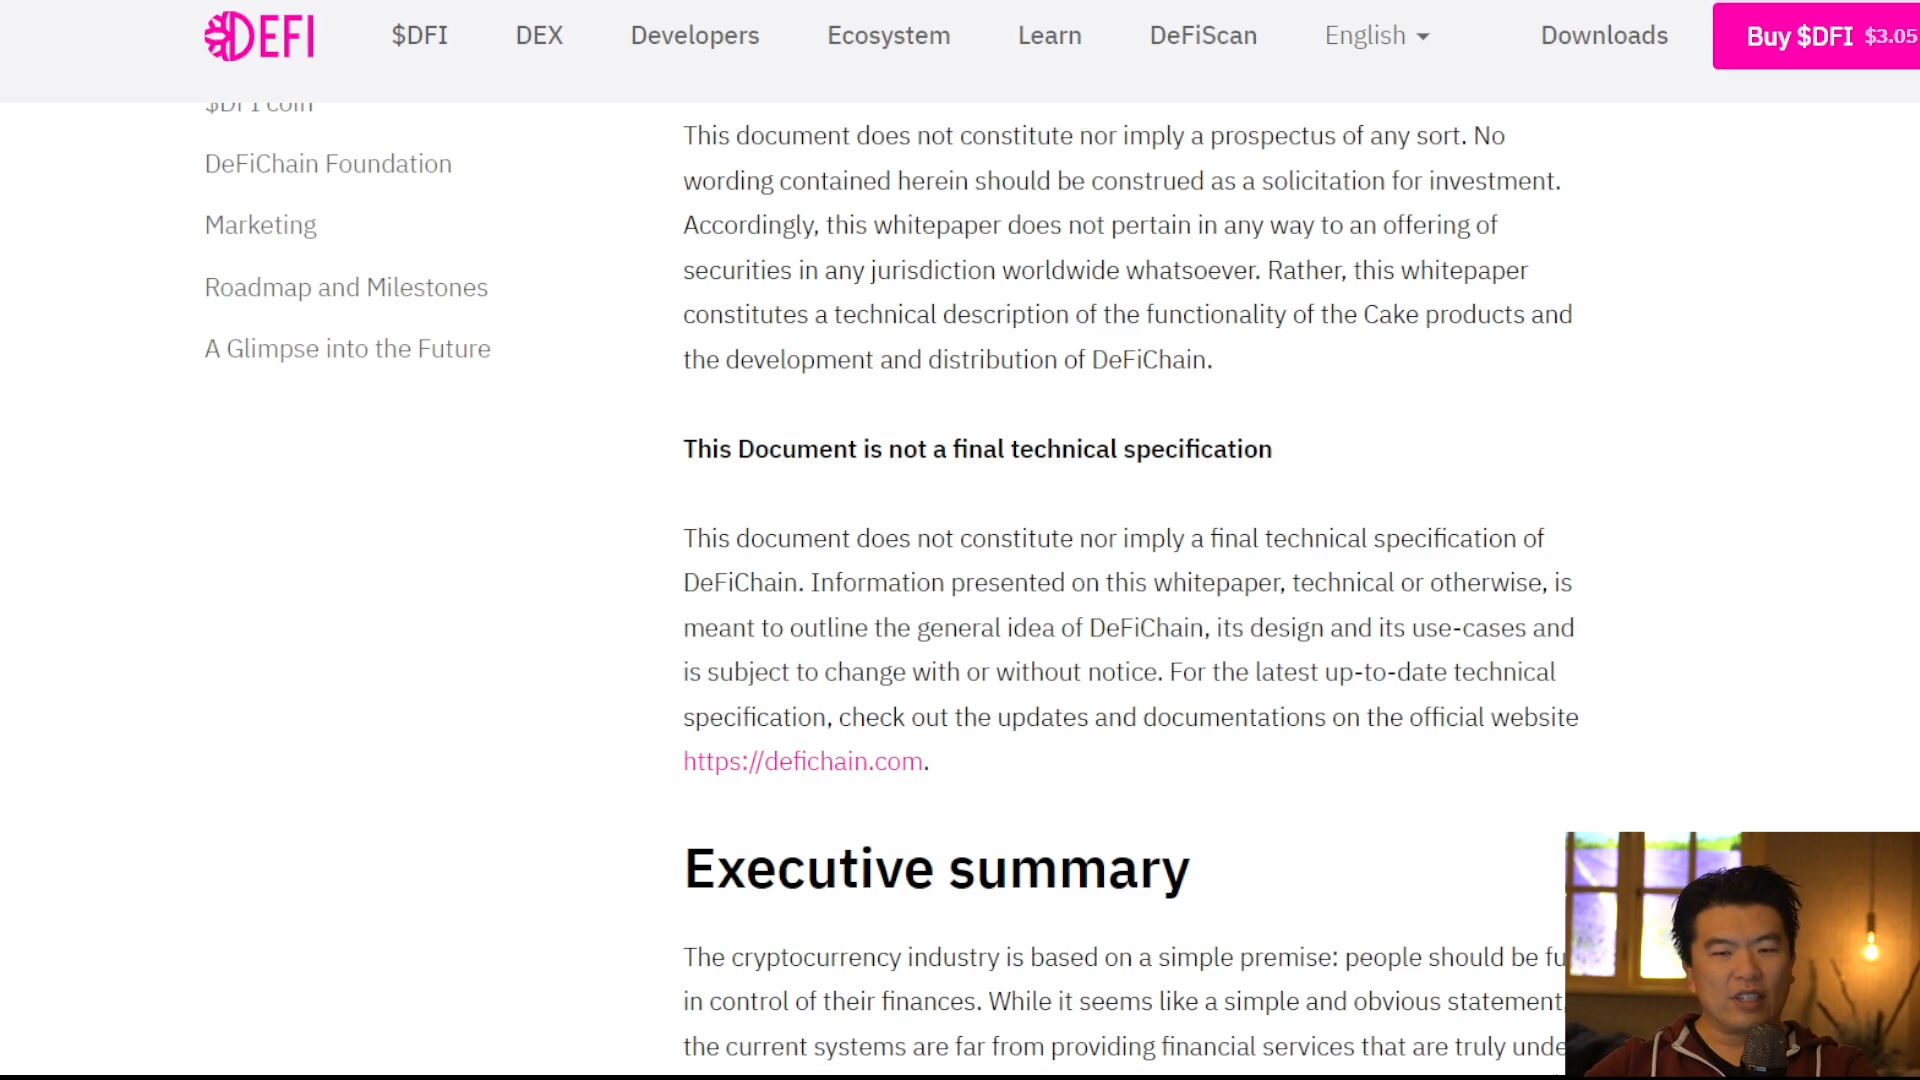 DEFI
$DFI
DEX
Developers
Ecosystem
Learn
DeFiScan
English
Downloads
Buy $DFI $3.05
$DFI coin
DeFiChain Foundation
Marketing
Roadmap and Milestones
A Glimpse into the Future
This document does not constitute nor imply a prospectus of any sort. No
wording contained herein should be construed as a solicitation for investment.
Accordingly, this whitepaper does not pertain in any way to an offering of
securities in any jurisdiction worldwide whatsoever. Rather, this whitepaper
constitutes a technical description of the functionality of the Cake products and
the development and distribution of DeFiChain.
This Document is not a final technical specification
This document does not constitute nor imply a final technical specification of
DeFiChain. Information presented on this whitepaper, technical or otherwise, is
meant to outline the general idea of DeFiChain, its design and its use-cases and
is subject to change with or without notice. For the latest up-to-date technical
specification, check out the updates and documentations on the official website
https://defichain.com.
Executive summary
The cryptocurrency industry is based on a simple premise: people should be fu
in control of their finances. While it seems like a simple and obvious statement,
the current systems are far from providing financial services that are truly unde